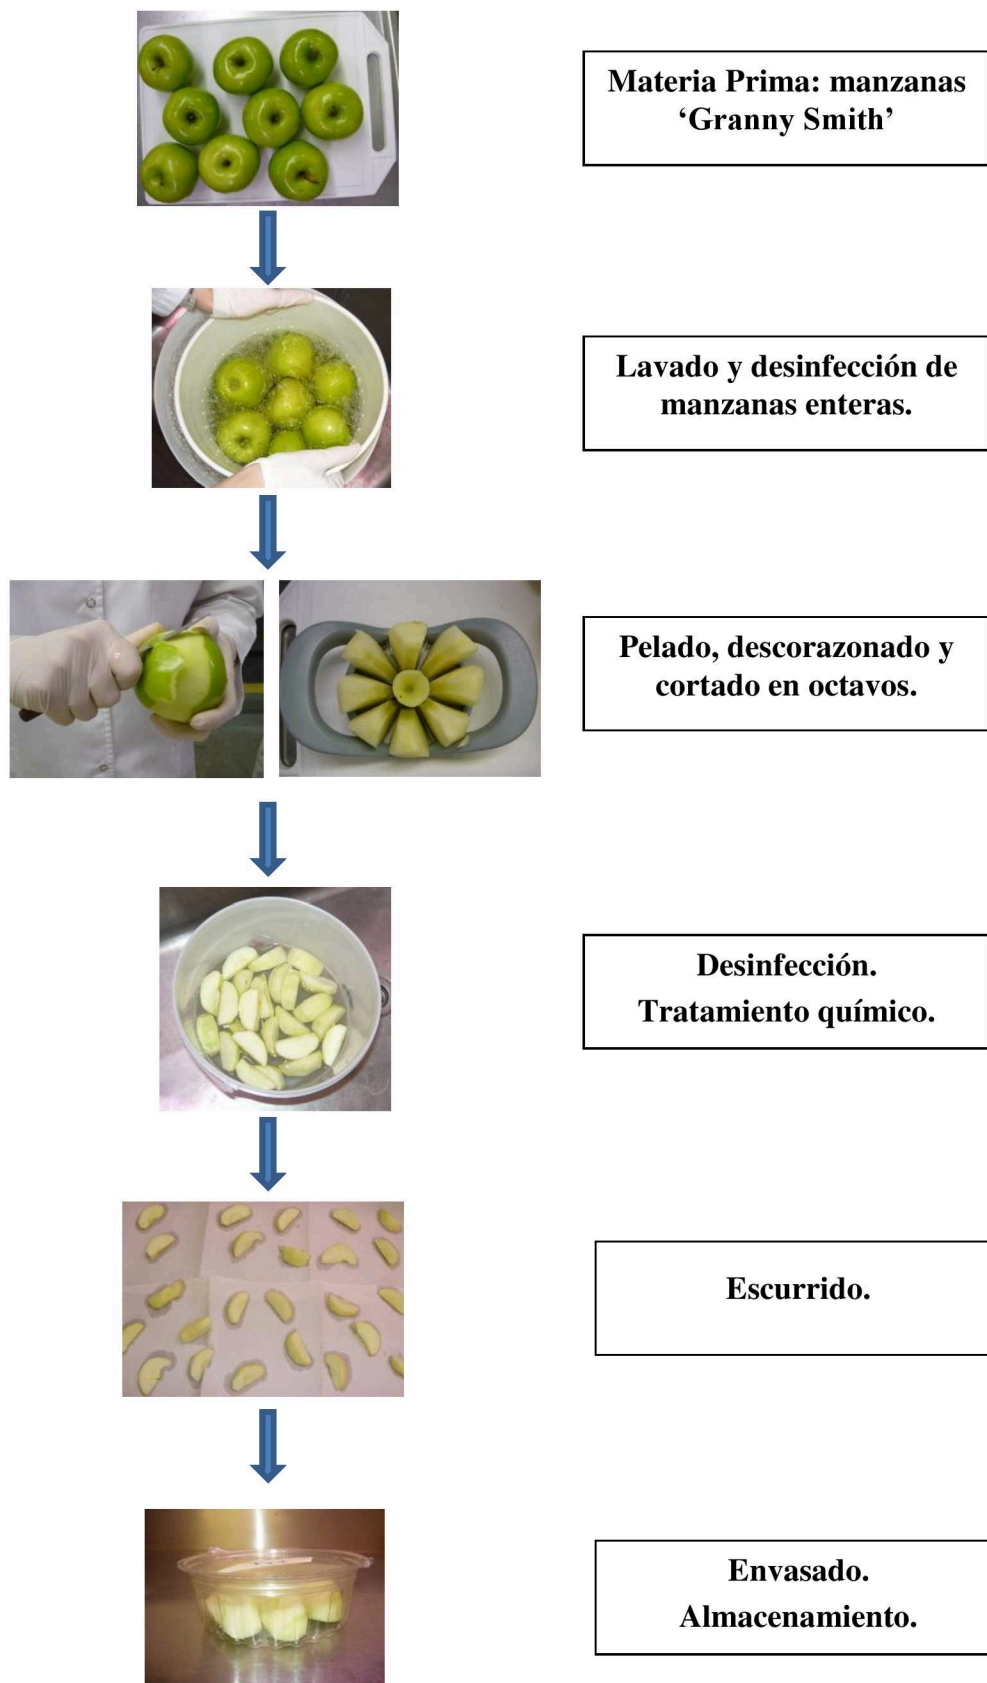 Materia Prima: manzanas
‘Granny Smith’
Lavado y desinfección de
manzanas enteras.
Pelado, descorazonado y
cortado en octavos.
Desinfección.
Tratamiento químico.
Escurrido.
Envasado.
Almacenamiento.